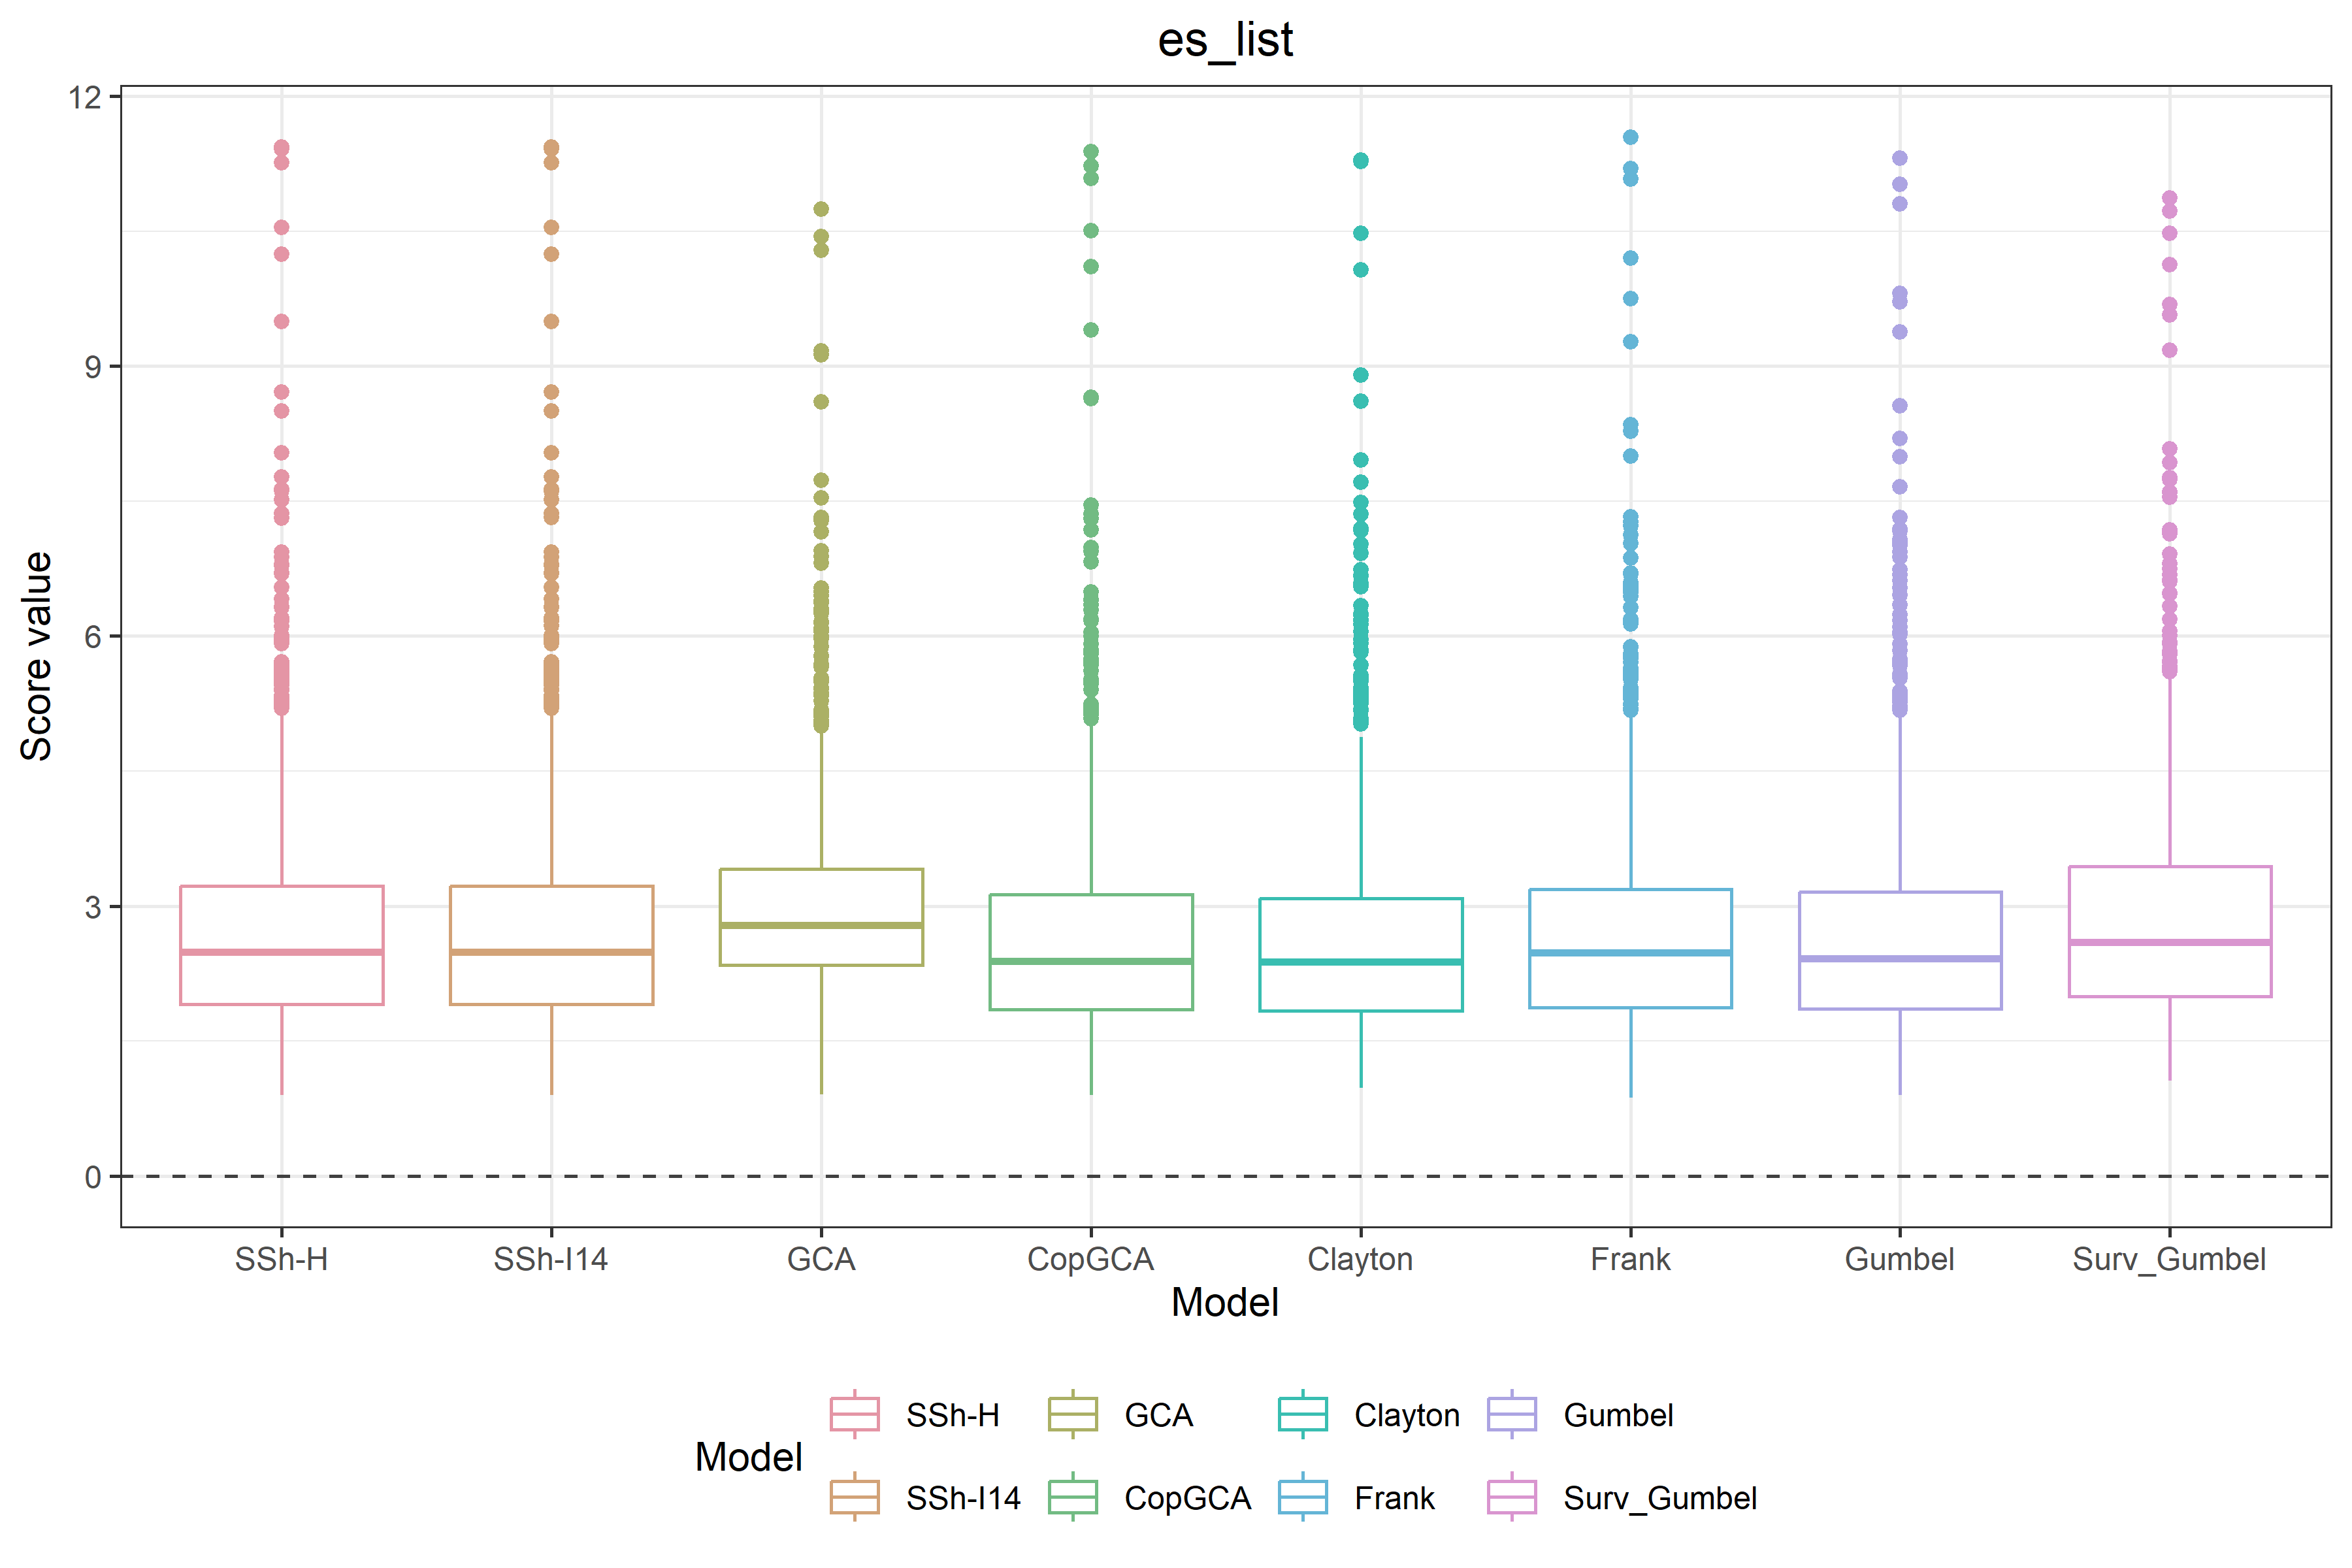 es_list
Score value
12
9
6
3
0
SSh-H SSh-I14 GCA CopGCA Clayton Frank Gumbel Surv_Gumbel
Model
Model
SSh-H GCA Clayton Gumbel
SSh-I14 CopGCA Frank Surv_Gumbel